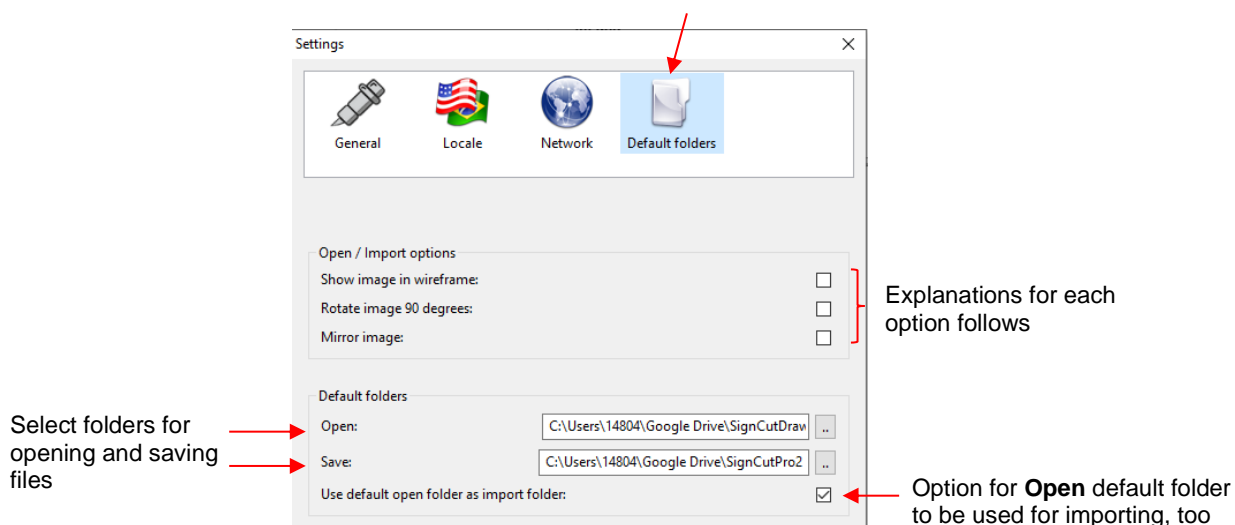 Settings
General Locale Network Default folders
Open / Import options
Show image in wireframe:
Rotate image 90 degrees:
Mirror image:
Explanations for each
option follows
Default folders
Select folders for
opening and saving
files
Open: C:\Users\14804\Google Drive\SignCutDraw ..
Save: C:\Users\14804\Google Drive\SignCutPro2 ..
Use default open folder as import folder:
Option for Open default folder
to be used for importing, too